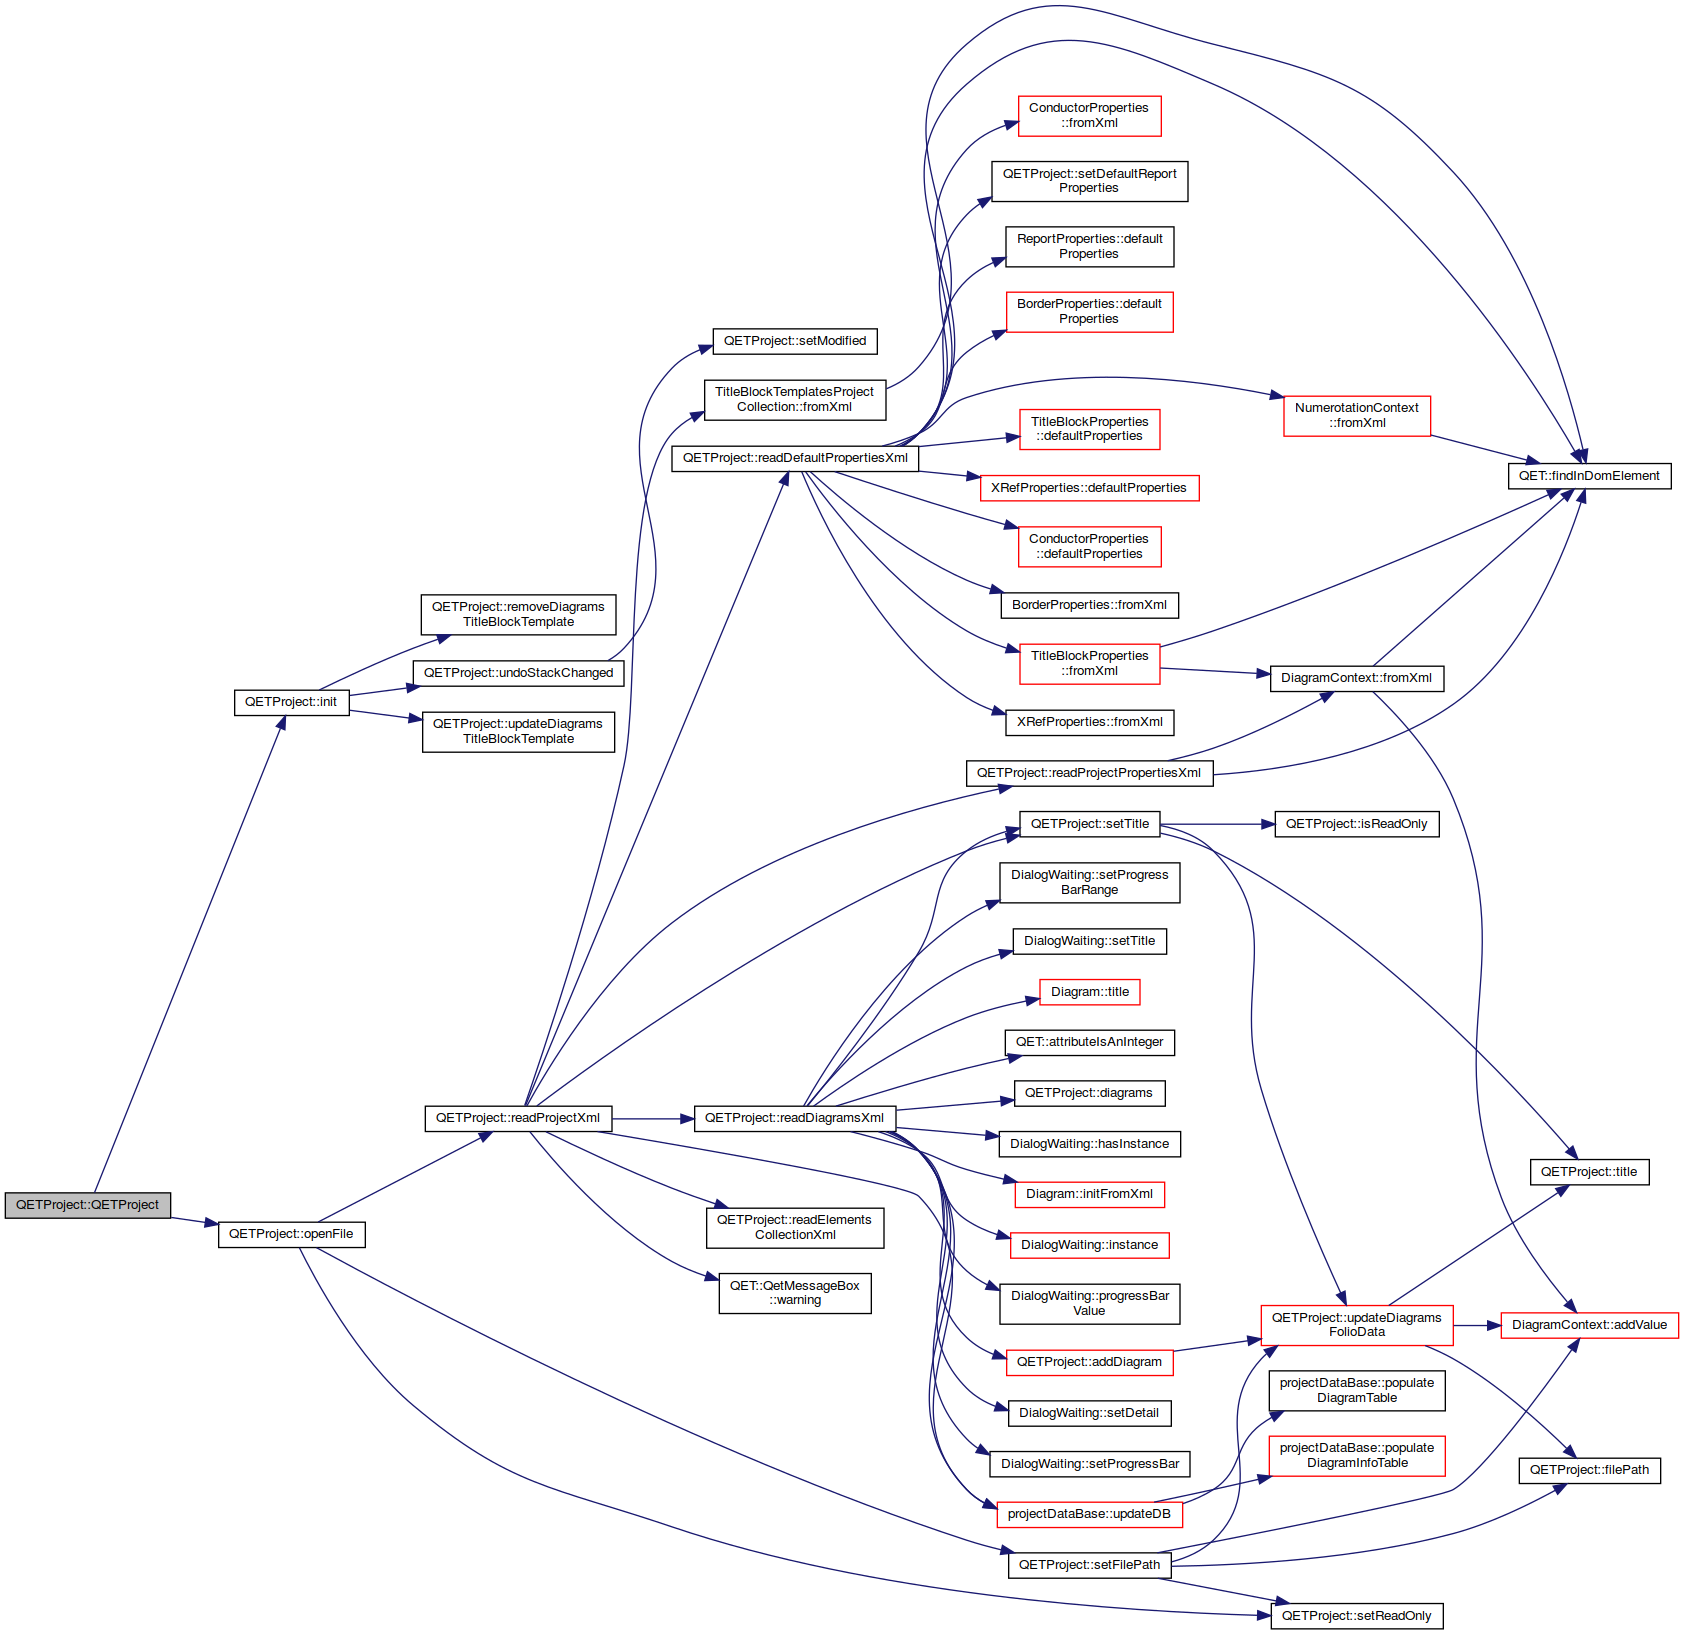 ConductorProperties
::fromXml
QETProject::setDefaultReport
Properties
ReportProperties::default
Properties
BorderProperties::default
Properties
QETProject::setModified
TitleBlockTemplatesProject
Collection::fromXml
NumerotationContext
::fromXml
TitleBlockProperties
::defaultProperties
QETProject::readDefaultPropertiesXml
QET::findInDomElement
XRefProperties::defaultProperties
ConductorProperties
::defaultProperties
BorderProperties::fromXml
QETProject::removeDiagrams
TitleBlockTemplate
QETProject::undoStackChanged
TitleBlockProperties
::fromXml
DiagramContext::fromXml
QETProject::init
QETProject::updateDiagrams
TitleBlockTemplate
XRefProperties::fromXml
QETProject::readProjectPropertiesXml
QETProject::setTitle
QETProject::isReadOnly
DialogWaiting::setProgress
BarRange
DialogWaiting::setTitle
Diagram::title
QET::attributeIsAnInteger
QETProject::diagrams
QETProject::readProjectXml
QETProject::readDiagramsXml
DialogWaiting::hasInstance
QETProject::title
Diagram::initFromXml
QETProject::QETProject
QETProject::openFile
QETProject::readElements
CollectionXml
DialogWaiting::instance
QET::QetMessageBox
::warning
DialogWaiting::progressBar
Value
QETProject::updateDiagrams
FolioData
DiagramContext::addValue
QETProject::addDiagram
projectDataBase::populate
DiagramTable
DialogWaiting::setDetail
projectDataBase::populate
DiagramInfoTable
DialogWaiting::setProgressBar
QETProject::filePath
projectDataBase::updateDB
QETProject::setFilePath
QETProject::setReadOnly